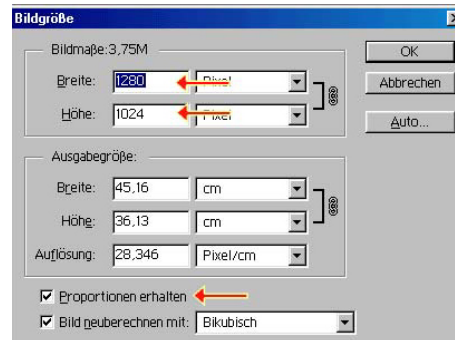 Bildgröße
Bildmaße:3,75M
Breite: 1280 Pixel
Höhe: 1024 Pixel
Ausgabegröße:
Breite: 45,16 cm
Höhe: 36,13 cm
Auflösung: 28,346 Pixel/cm
Proportionen erhalten
Bild neuberechnen mit: Bikubisch
OK
Abbrechen
Auto...